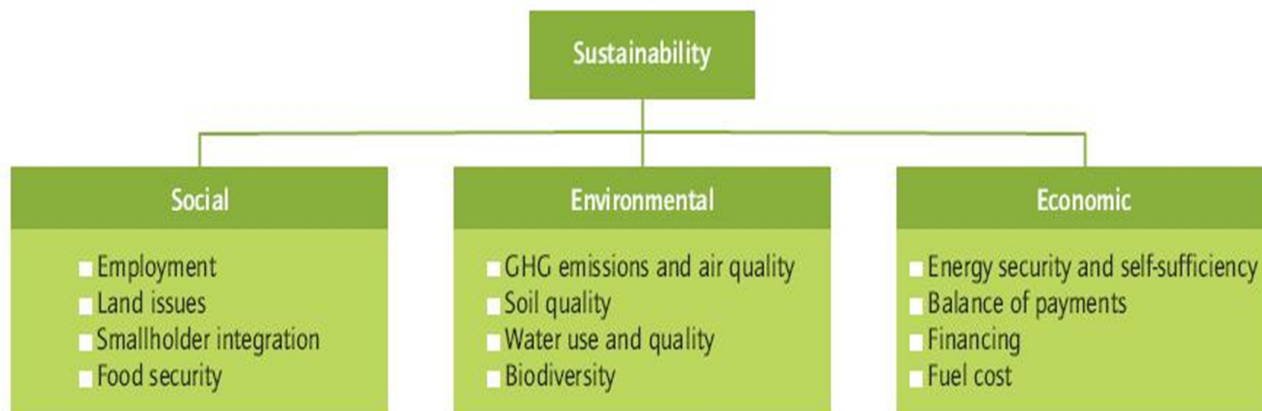 Sustainability
Social
Employment
Land issues
Smallholder integration
Food security
Environmental
GHG emissions and air quality
Soil quality
Water use and quality
Biodiversity
Economic
Energy security and self-sufficiency
Balance of payments
Financing
Fuel cost